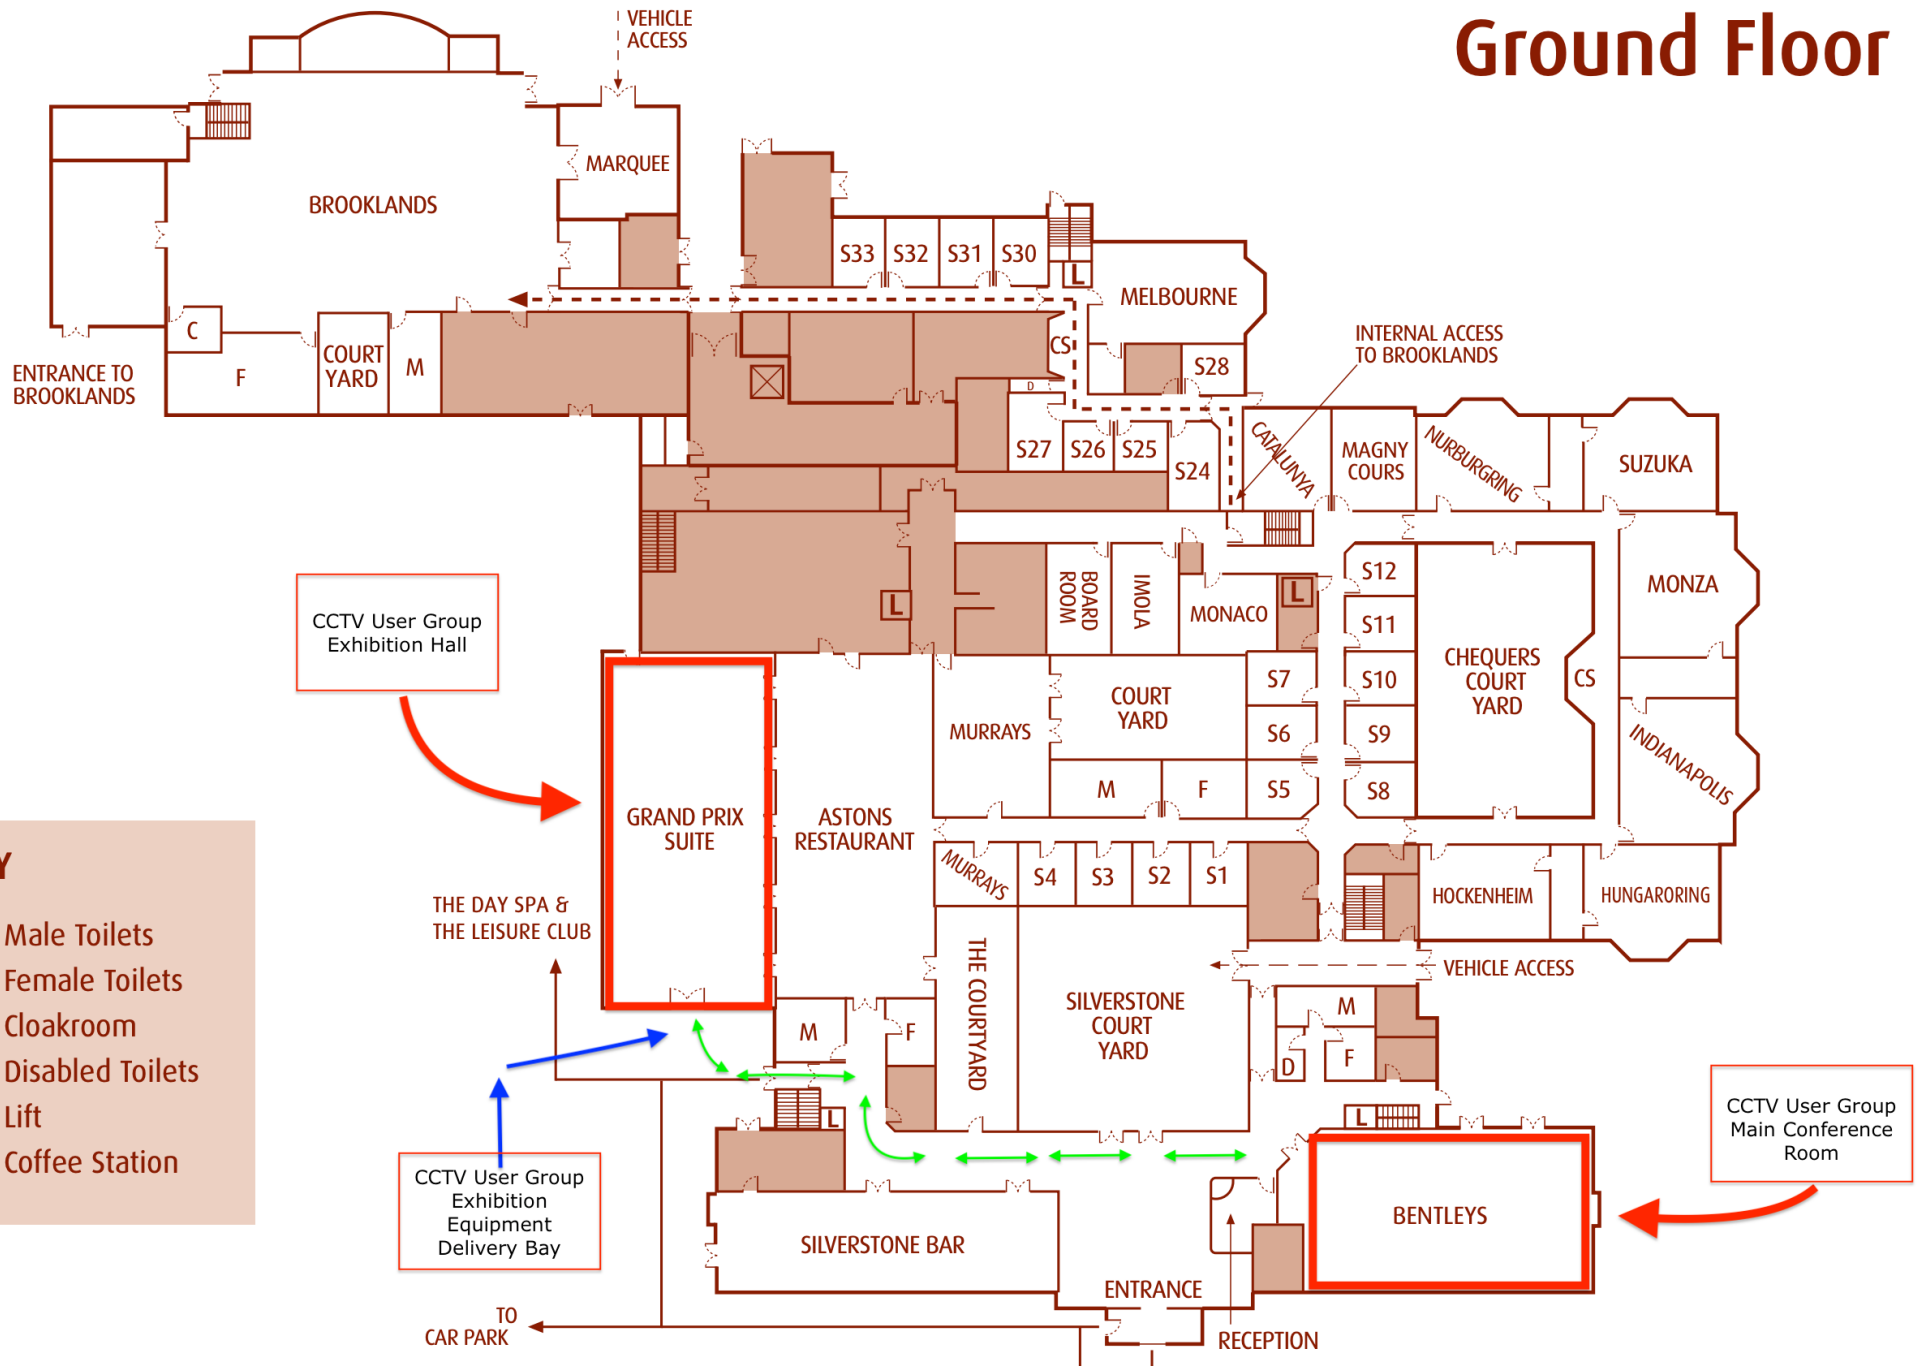 Ground Floor
VEHICLE
ACCESS
MARQUEE
BROOKLANDS
S33
S32
S31
S30
L
MELBOURNE
C
F
COURT
YARD
M
CS
S28
D
INTERNAL ACCESS
TO BROOKLANDS
ENTRANCE TO
BROOKLANDS
S27
S26
S25
S24
CATALUNYA
MAGNY
COURS
NURBURGRING
SUZUKA
BOARD
ROOM
IMOLA
MONACO
L
L
S12
S11
S10
S9
S8
MONZA
CHEQUERS
COURT
YARD
CS
INDIANAPOLIS
CCTV User Group
Exhibition Hall
S7
S6
S5
COURT
YARD
MURRAYS
M
F
GRAND PRIX
SUITE
ASTONS
RESTAURANT
MURRAYS
S4
S3
S2
S1
HOCKENHEIM
HUNGARORING
THE DAY SPA &
THE LEISURE CLUB
Y
Male Toilets
Female Toilets
Cloakroom
Disabled Toilets
Lift
Coffee Station
THE COURTYARD
SILVERSTONE
COURT
YARD
VEHICLE ACCESS
M
F
M
D
F
L
L
CCTV User Group
Exhibition
Equipment
Delivery Bay
CCTV User Group
Main Conference
Room
BENTLEYS
SILVERSTONE BAR
ENTRANCE
RECEPTION
TO
CAR PARK